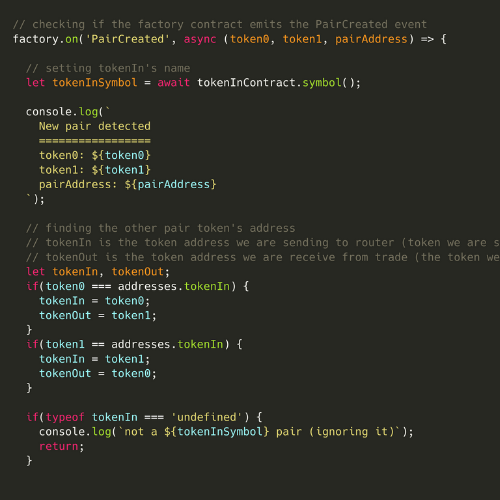 // checking if the factory contract emits the PairCreated event
factory.on('PairCreated', async (token0, token1, pairAddress) => {
// setting tokenIn's name
let tokenInSymbol = await tokenInContract.symbol();
console.log(`
New pair detected
=================
token0: ${token0}
token1: ${token1}
pairAddress: ${pairAddress}
`);
// finding the other pair token's address
// tokenIn is the token address we are sending to router (token we are s
// tokenOut is the token address we are receive from trade (the token we
let tokenIn, tokenOut;
if(token0 === addresses.tokenIn) {
tokenIn = token0;
tokenOut = token1;
}
if(token1 == addresses.tokenIn) {
tokenIn = token1;
tokenOut = token0;
}
if(typeof tokenIn === 'undefined') {
console.log(`not a ${tokenInSymbol} pair (ignoring it)`);
return;
}